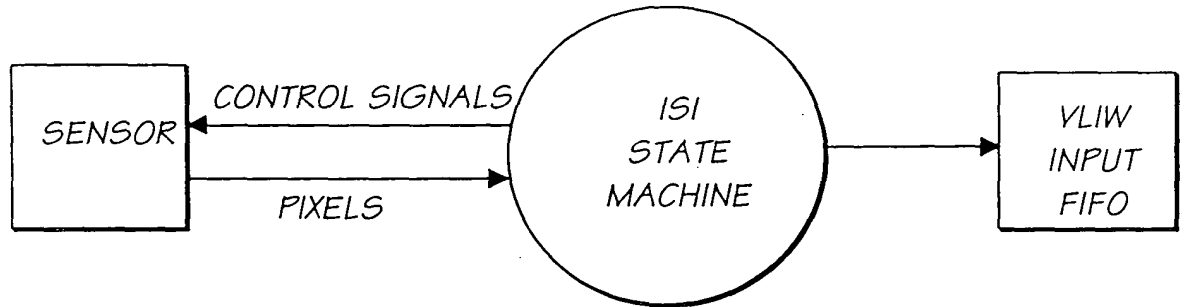 SENSOR
CONTROL SIGNALS
PIXELS
ISI
STATE
MACHINE
VLIW
INPUT
FIFO